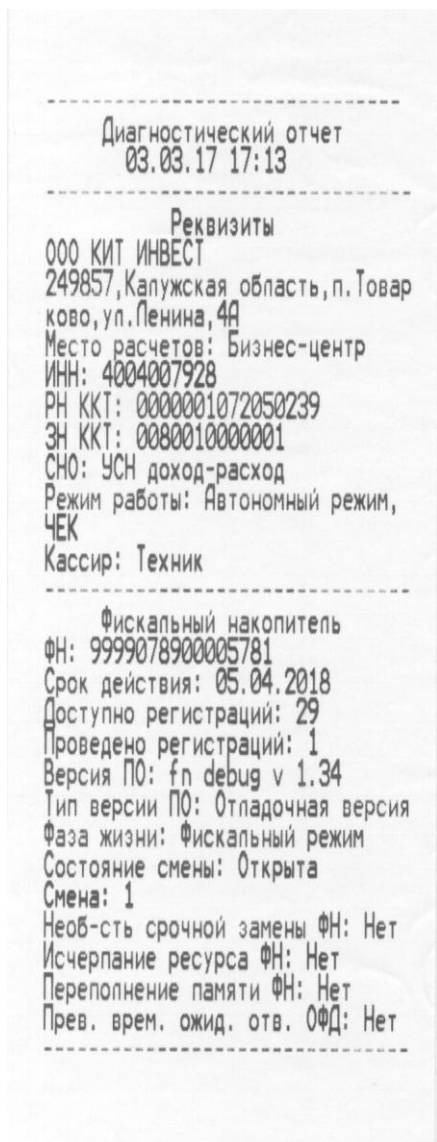 Диагностический отчет
03.03.17 17:13
Реквизиты
ООО КИТ ИНВЕСТ
249857,Калужская область,п.Товар
ково,ул.Ленина,4А
Место расчетов: Бизнес-центр
ИНН: 4004007928
РН ККТ: 0000001072050239
ЗН ККТ: 0080010000001
СНО: УСН доход-расход
Режим работы: Автономный режим,
ЧЕК
Кассир: Техник
Фискальный накопитель
ФН: 9999078900005781
Срок действия: 05.04.2018
Доступно регистраций: 29
Проведено регистраций: 1
Версия ПО: fn debug v 1.34
Тип версии ПО: Отладочная версия
Фаза жизни: Фискальный режим
Состояние смены: Открыта
Смена: 1
Необ-сть срочной замены ФН: Нет
Исчерпание ресурса ФН: Нет
Переполнение памяти ФН: Нет
Прев. врем. ожид. отв. ОФД: Нет